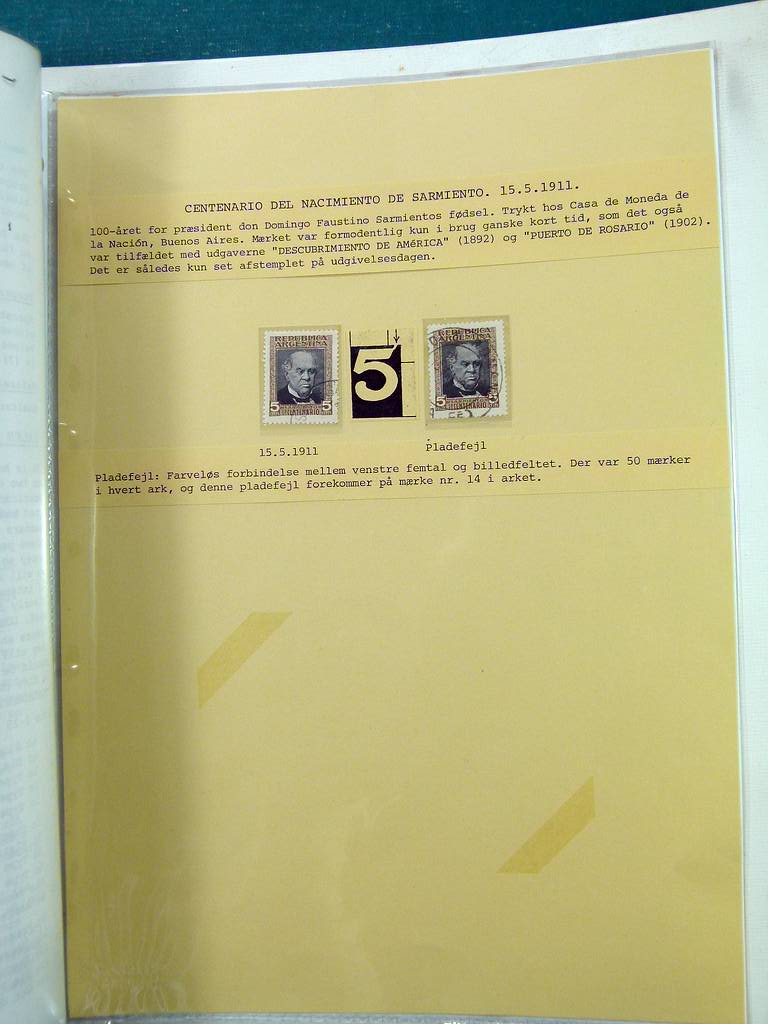 CENTENARIO DEL NACIMIENTO DE SARMIENTO. 15.5.1911.
100-året for præsident don Domingo Faustino Sarmientos fødsel. Trykt hos Casa de Moneda de
la Nación, Buenos Aires. Mærket var formodentlig kun i brug ganske kort tid, som det også
var tilfældet med udgaverne "DESCUBRIMIENTO DE AMéRICA" (1892) og "PUERTO DE ROSARIO" (1902).
Det er således kun set afstemplet på udgivelsesdagen.
REPUBLICA
ARGENTINA
5 5
CENTENARIO
5
REPUBLICA
ARGENTINA
5
CENTENARIO
15.5.1911
Pladefejl
Pladefejl: Farveløs forbindelse mellem venstre femtal og billedfeltet. Der var 50 mærker
i hvert ark, og denne pladefejl forekommer på mærke nr. 14 i arket.